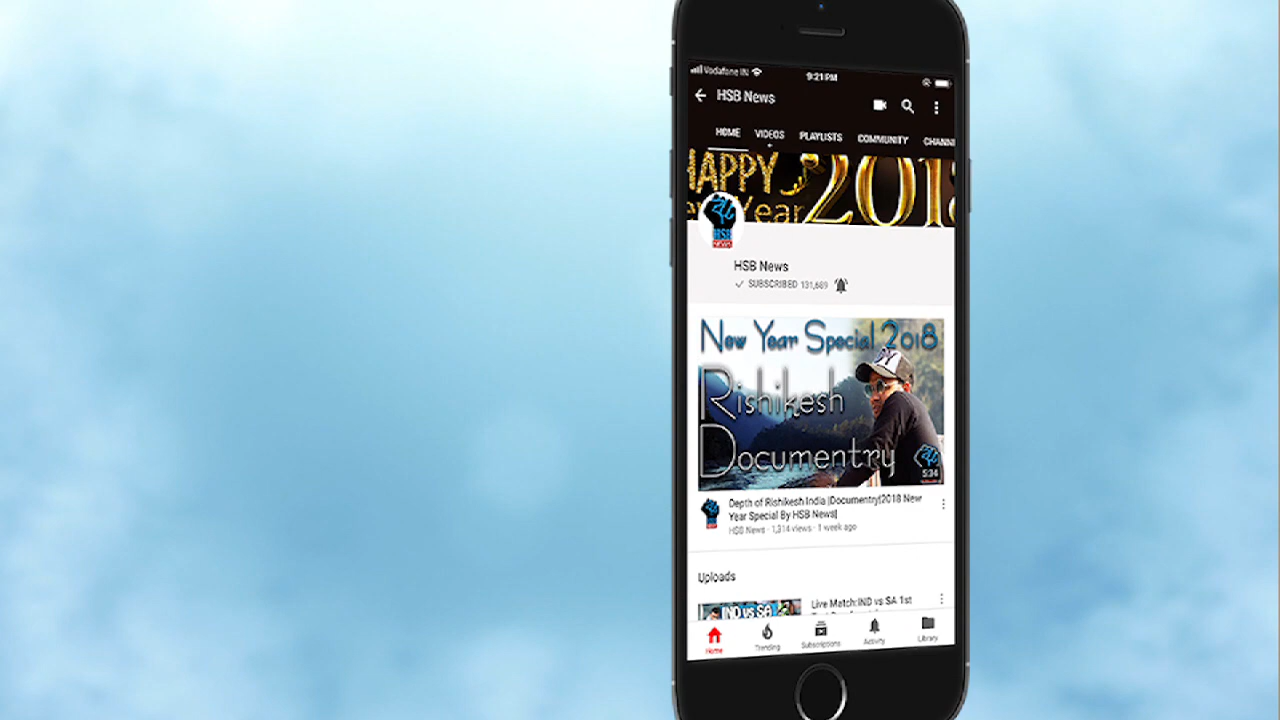 Vodafone IN
9:21 PM
HSB News
HOME VIDEOS PLAYLISTS COMMUNITY CHANN
HAPPY 2018
Year
HSB
NEWS
HSB News
SUBSCRIBED 131,689
New Year Special 2018
Rishikesh
Documentry
5:34
Depth of Rishikesh India |Documentry|2018 New
Year Special By HSB News|
HSB News · 1,314 views · 1 week ago
Uploads
IND vs SA
Live Match:IND vs SA 1st
Home Trending Subscriptions Activity Library